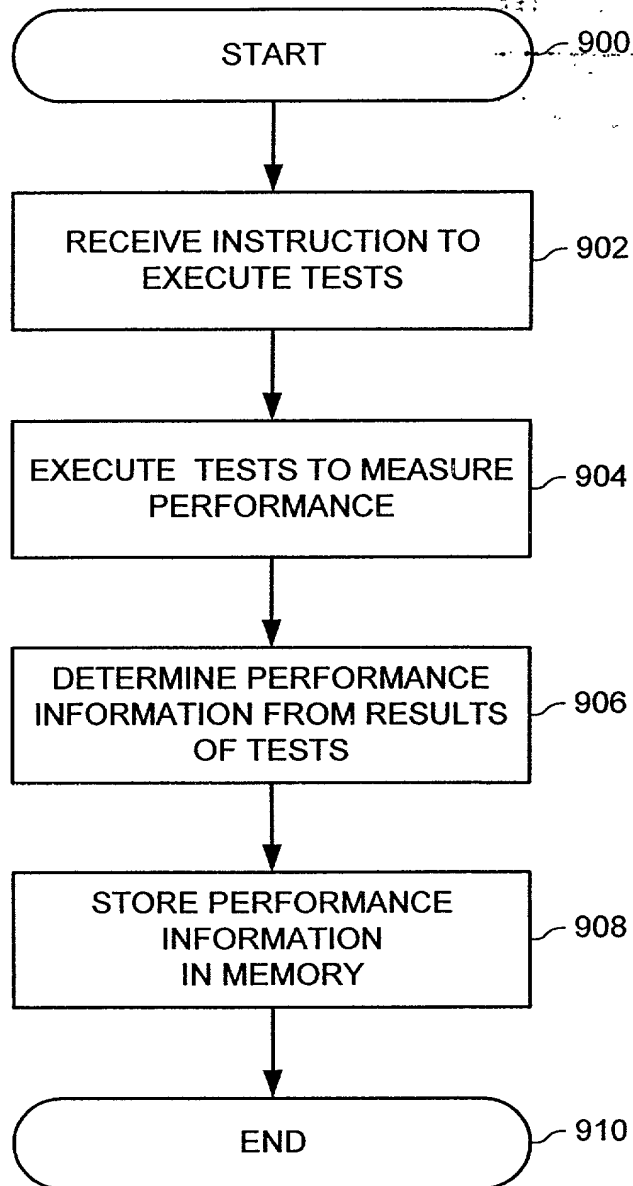 START
900
RECEIVE INSTRUCTION TO
EXECUTE TESTS
902
EXECUTE TESTS TO MEASURE
PERFORMANCE
904
DETERMINE PERFORMANCE
INFORMATION FROM RESULTS
OF TESTS
906
STORE PERFORMANCE
INFORMATION
IN MEMORY
908
END
910